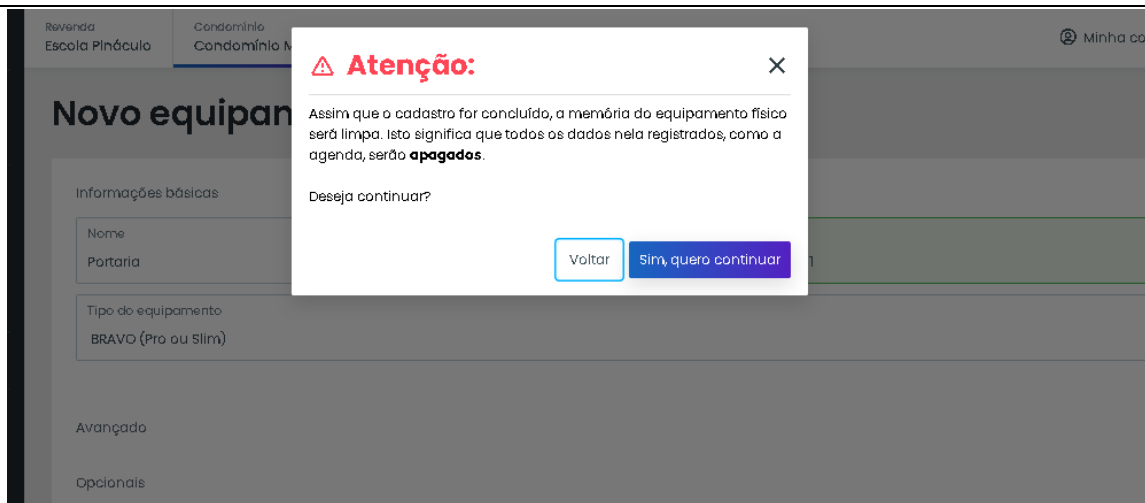 Revenda
Escola Pináculo
Condomínio
Condomínio M
Minha co
Atenção:
Novo equipan
Assim que o cadastro for concluído, a memória do equipamento físico
será limpa. Isto significa que todos os dados nela registrados, como a
agenda, serão apagados.
Deseja continuar?
Voltar
Sim, quero continuar
Informações básicas
Nome
Portaria
1
Tipo do equipamento
BRAVO (Pro ou Slim)
Avançado
Opcionais